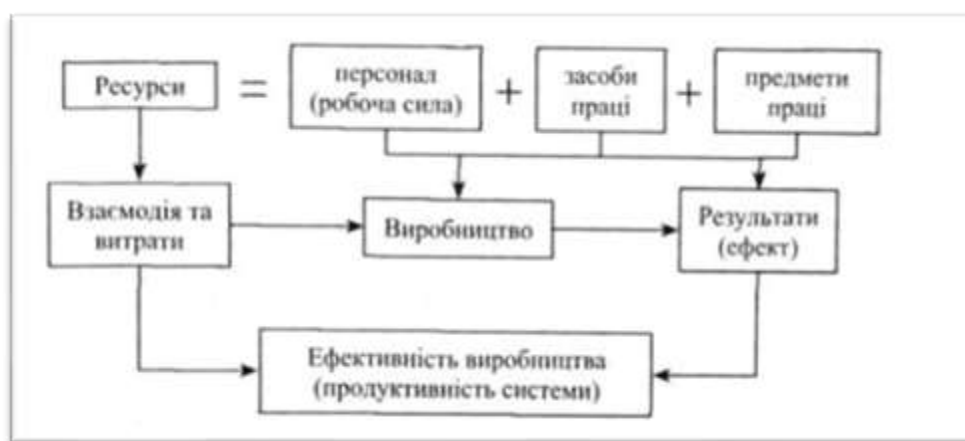 Ресурси
=
персонал
(робоча сила)
+
засоби
праці
+
предмети
праці
Взаємодія та
витрати
Виробництво
Результати
(ефект)
Ефективність виробництва
(продуктивність системи)